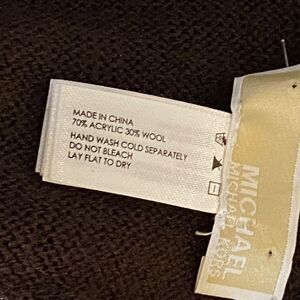 MADE IN CHINA
70% ACRYLIC 30% WOOL
HAND WASH COLD SEPARATELY
DO NOT BLEACH
LAY FLAT TO DRY
MICHAEL
MICHAEL KORS